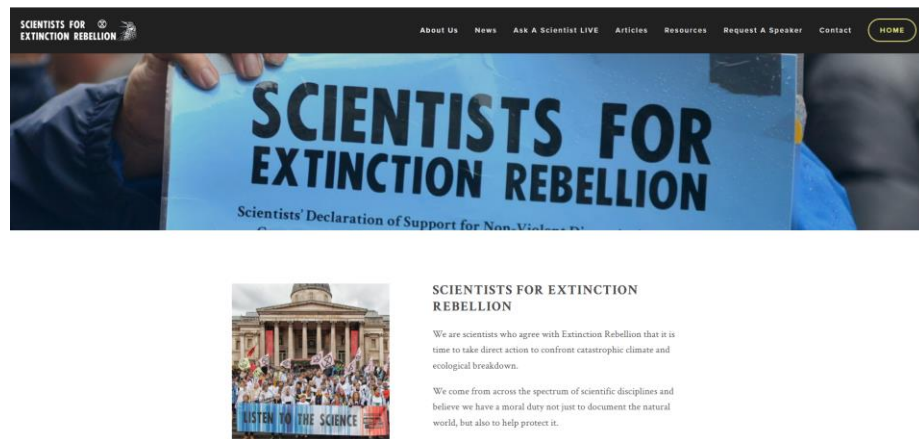 SCIENTISTS FOR
EXTINCTION REBELLION
About Us News Ask A Scientist LIVE Articles Resources Request A Speaker Contact HOME
SCIENTISTS FOR
EXTINCTION REBELLION
Scientists' Declaration of Support for Non-Violent
SCIENTISTS FOR EXTINCTION
REBELLION
We are scientists who agree with Extinction Rebellion that it is
time to take direct action to confront catastrophic climate and
ecological breakdown.
We come from across the spectrum of scientific disciplines and
believe we have a moral duty not just to document the natural
world, but also to help protect it.
LISTEN TO THE SCIENCE